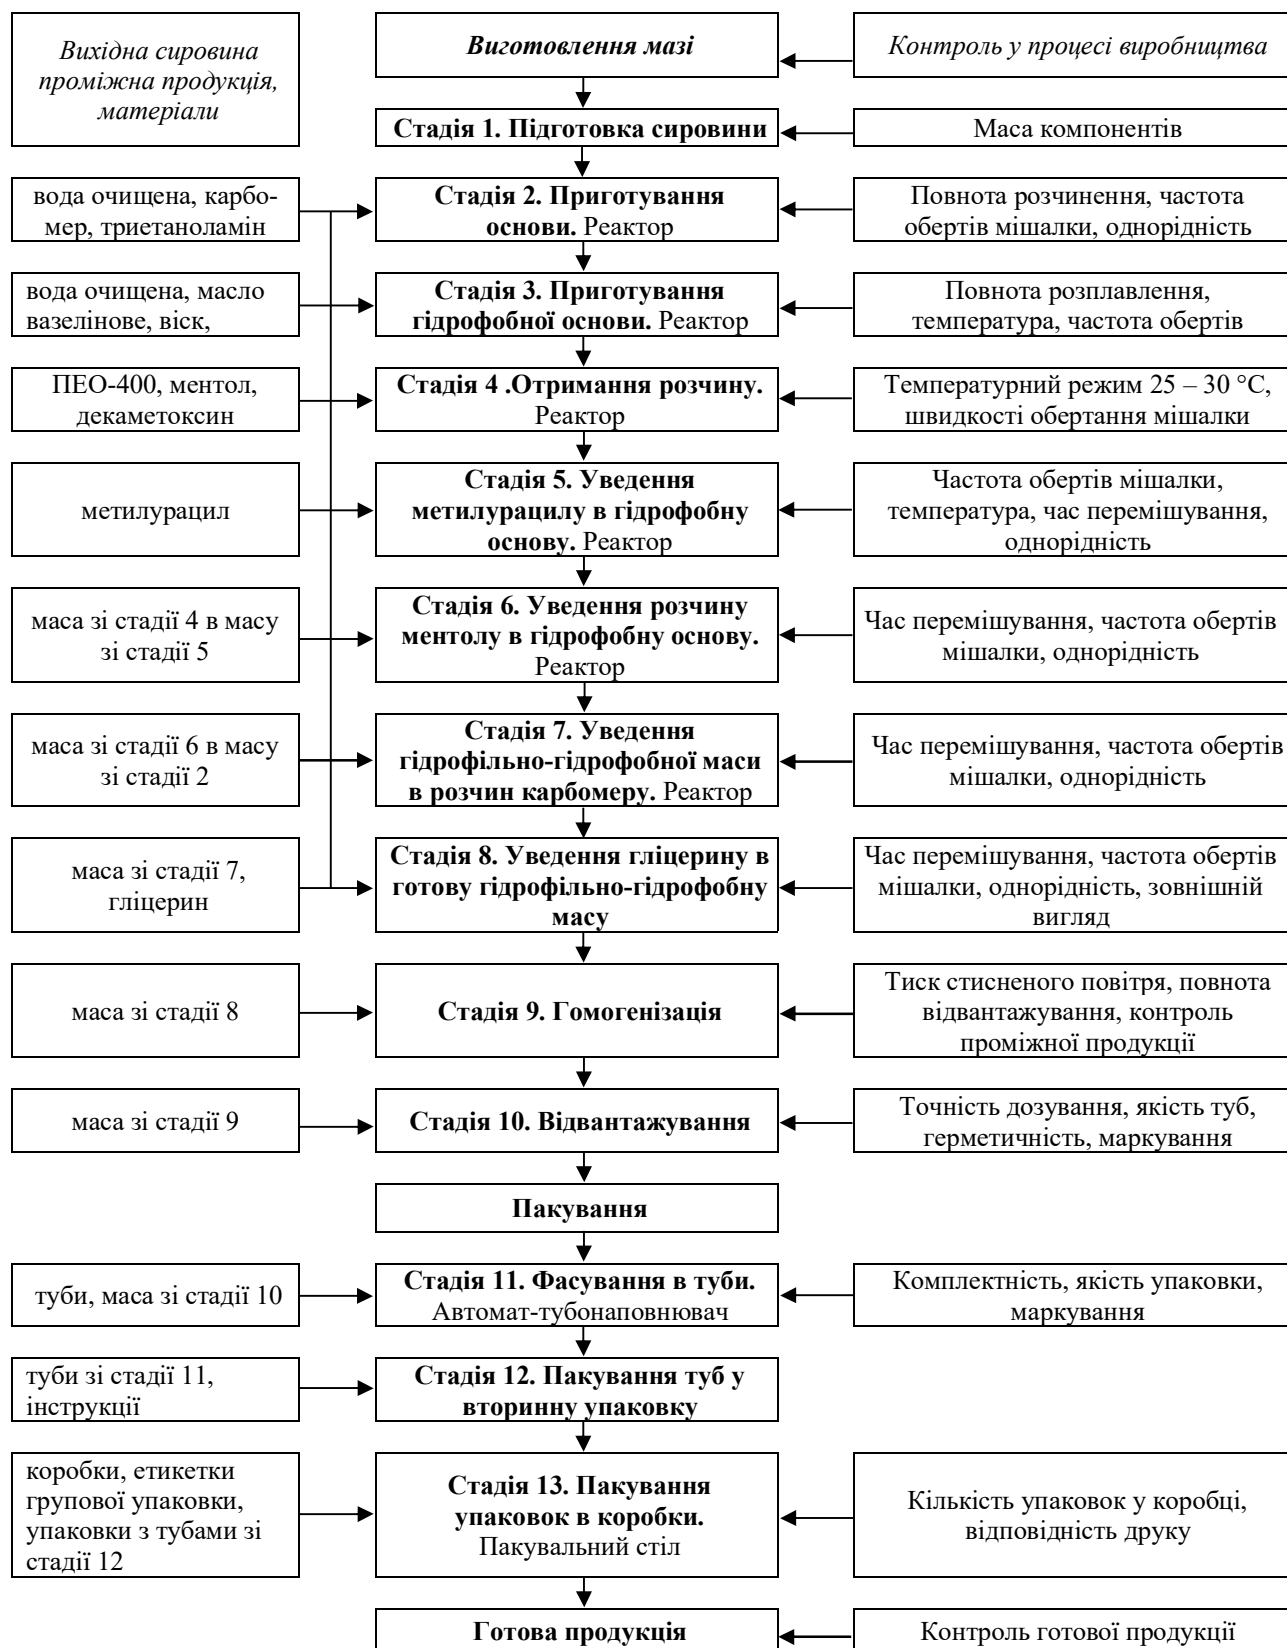 Вихідна сировина
проміжна продукція,
матеріали
Виготовлення мазі
Контроль у процесі виробництва
Стадія 1. Підготовка сировини
Маса компонентів
вода очищена, карбо-
мер, триетаноламін
Стадія 2. Приготування
основи. Реактор
Повнота розчинення, частота
обертів мішалки, однорідність
вода очищена, масло
вазелінове, віск,
Стадія 3. Приготування
гідрофобної основи. Реактор
Повнота розплавлення,
температура, частота обертів
ПЕО-400, ментол,
декаметоксин
Стадія 4 .Отримання розчину.
Реактор
Температурний режим 25 – 30 °С,
швидкості обертання мішалки
метилурацил
Стадія 5. Уведення
метилурацилу в гідрофобну
основу. Реактор
Частота обертів мішалки,
температура, час перемішування,
однорідність
маса зі стадії 4 в масу
зі стадії 5
Стадія 6. Уведення розчину
ментолу в гідрофобну основу.
Реактор
Час перемішування, частота обертів
мішалки, однорідність
маса зі стадії 6 в масу
зі стадії 2
Стадія 7. Уведення
гідрофільно-гідрофобної маси
в розчин карбомеру. Реактор
Час перемішування, частота обертів
мішалки, однорідність
маса зі стадії 7,
гліцерин
Стадія 8. Уведення гліцерину в
готову гідрофільно-гідрофобну
масу
Час перемішування, частота обертів
мішалки, однорідність, зовнішній
вигляд
маса зі стадії 8
Стадія 9. Гомогенізація
Тиск стисненого повітря, повнота
відвантажування, контроль
проміжної продукції
маса зі стадії 9
Стадія 10. Відвантажування
Точність дозування, якість туб,
герметичність, маркування
Пакування
туби, маса зі стадії 10
Стадія 11. Фасування в туби.
Автомат-тубонаповнювач
Комплектність, якість упаковки,
маркування
туби зі стадії 11,
інструкції
Стадія 12. Пакування туб у
вторинну упаковку
коробки, етикетки
групової упаковки,
упаковки з тубами зі
стадії 12
Стадія 13. Пакування
упаковок в коробки.
Пакувальний стіл
Кількість упаковок у коробці,
відповідність друку
Готова продукція
Контроль готової продукції